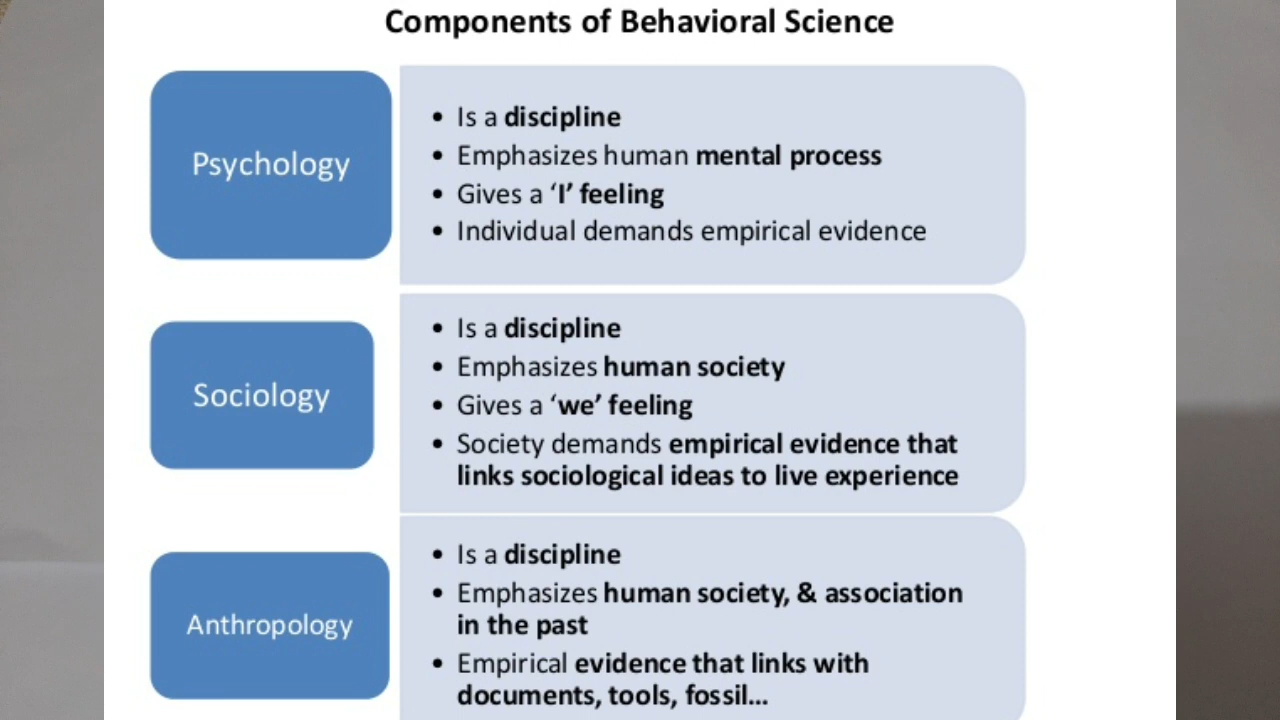 Components of Behavioral Science
Psychology
• Is a discipline
• Emphasizes human mental process
• Gives a ‘I’ feeling
• Individual demands empirical evidence
Sociology
• Is a discipline
• Emphasizes human society
• Gives a ‘we’ feeling
• Society demands empirical evidence that
links sociological ideas to live experience
Anthropology
• Is a discipline
• Emphasizes human society, & association
in the past
• Empirical evidence that links with
documents, tools, fossil...